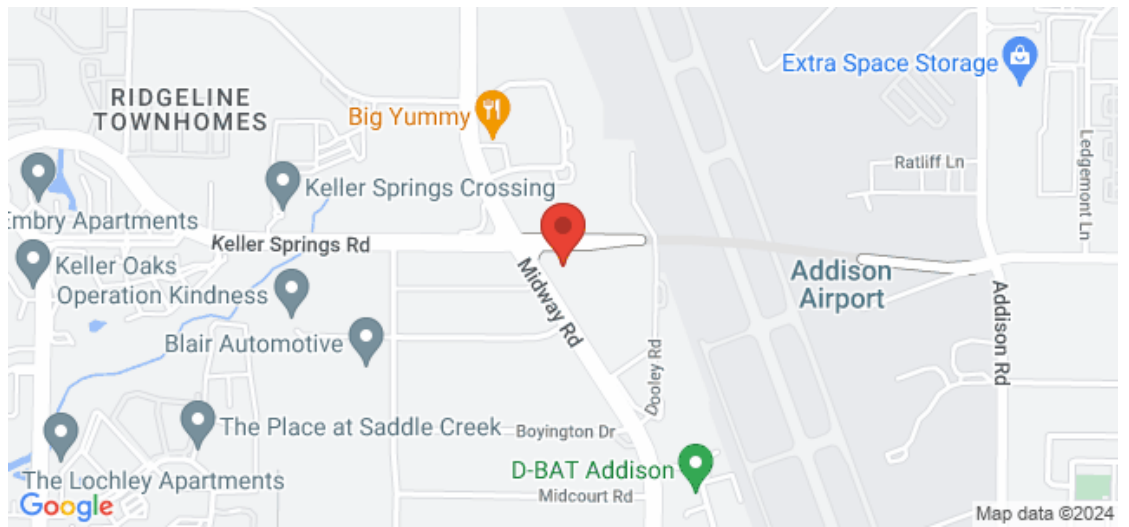 Extra Space Storage
RIDGELINE
TOWNHOMES
Big Yummy
Ratliff Ln
Ledgemont Ln
Keller Springs Crossing
Embry Apartments
Keller Springs Rd
Keller Oaks
Operation Kindness
Addison
Airport
Midway Rd
Addison Rd
Blair Automotive
Dooley Rd
The Place at Saddle Creek
Boyington Dr
D-BAT Addison
The Lochley Apartments
Midcourt Rd
Google
Map data ©2024